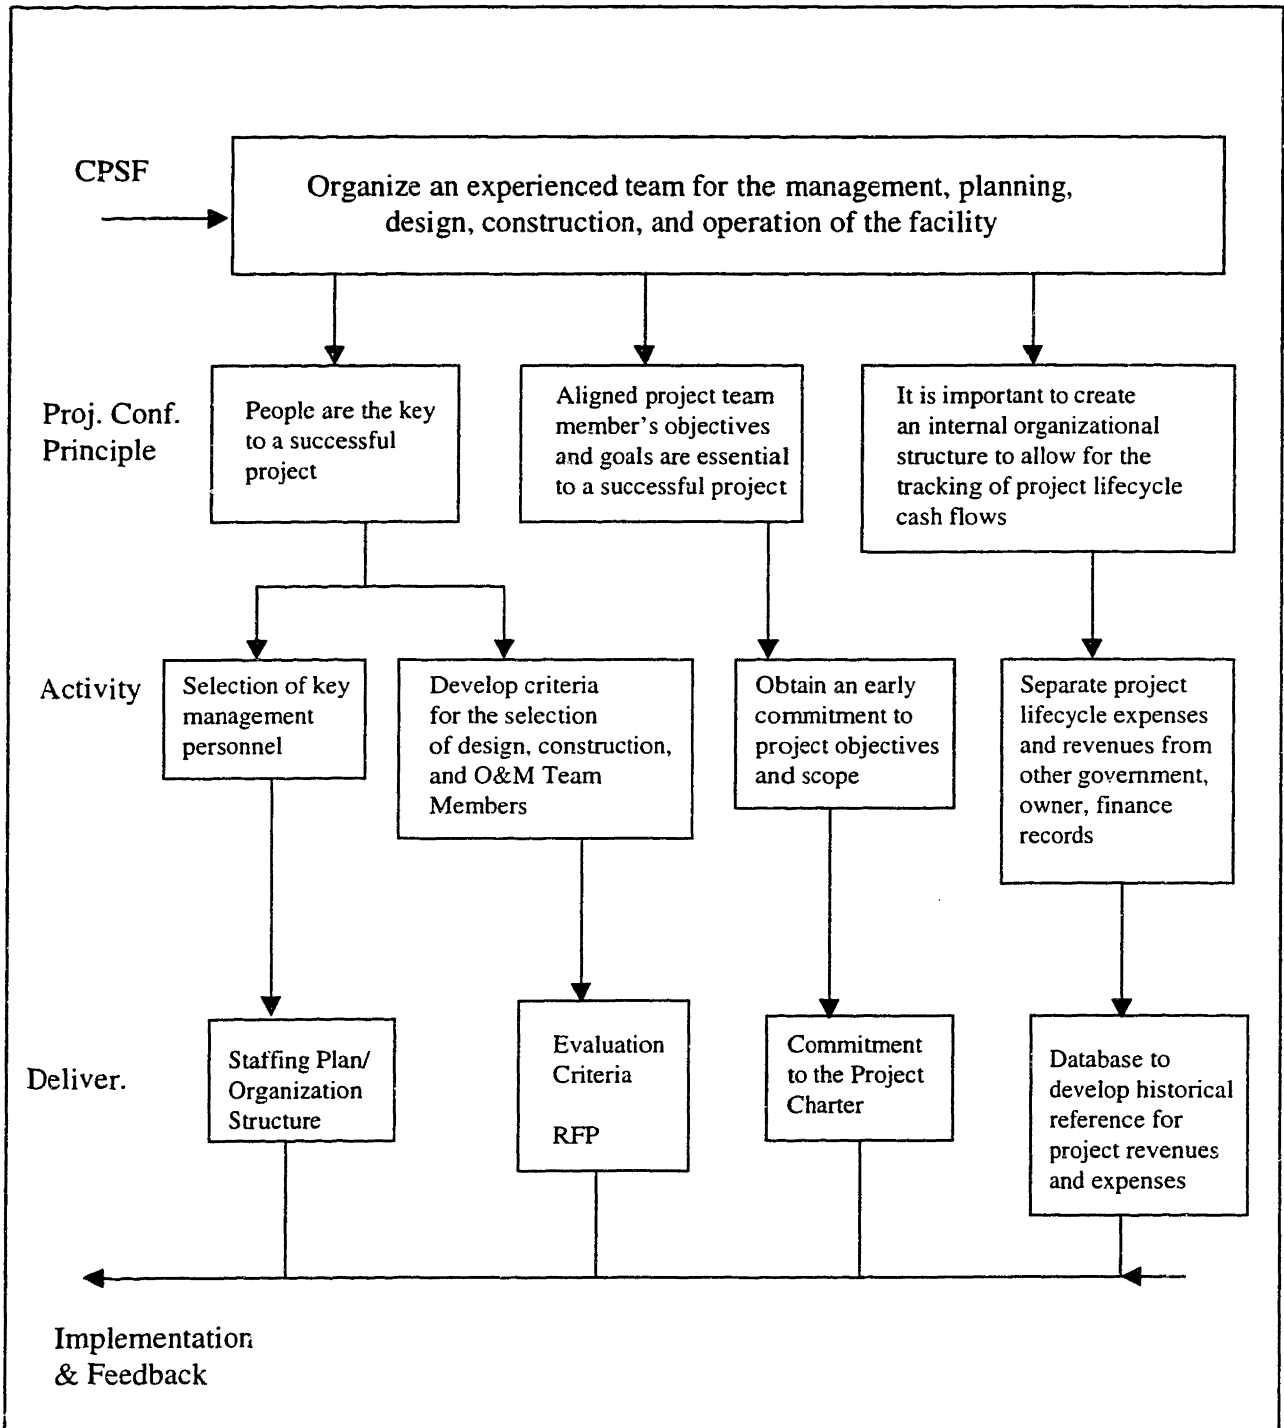 CPSF
Organize an experienced team for the management, planning,
design, construction, and operation of the facility
Proj. Conf.
Principle
People are the key
to a successful
project
Aligned project team
member's objectives
and goals are essential
to a successful project
It is important to create
an internal organizational
structure to allow for the
tracking of project lifecycle
cash flows
Activity
Selection of key
management
personnel
Develop criteria
for the selection
of design, construction,
and O&M Team
Members
Obtain an early
commitment to
project objectives
and scope
Separate project
lifecycle expenses
and revenues from
other government,
owner, finance
records
Deliver.
Staffing Plan/
Organization
Structure
Evaluation
Criteria
RFP
Commitment
to the Project
Charter
Database to
develop historical
reference for
project revenues
and expenses
Implementation
& Feedback